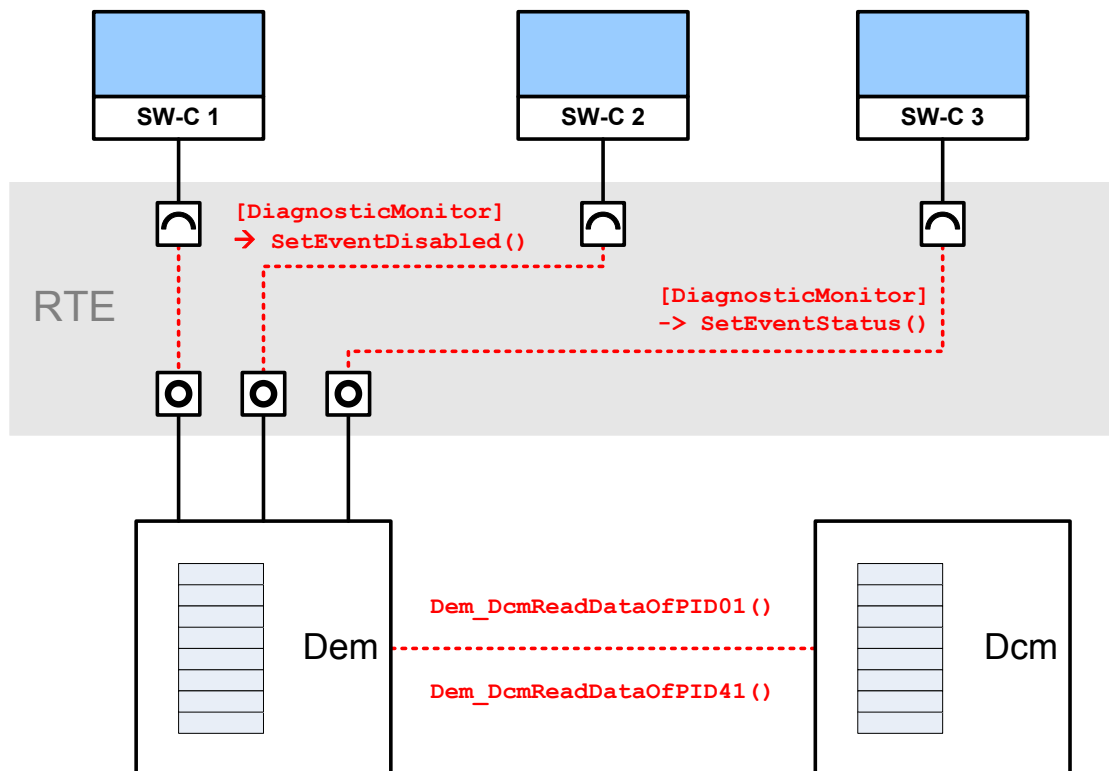 SW-C 1
SW-C 2
SW-C 3
[DiagnosticMonitor]
→ SetEventDisabled()
[DiagnosticMonitor]
-> SetEventStatus()
RTE
Dem_DcmReadDataOfPID01()
Dem
Dcm
Dem_DcmReadDataOfPID41()